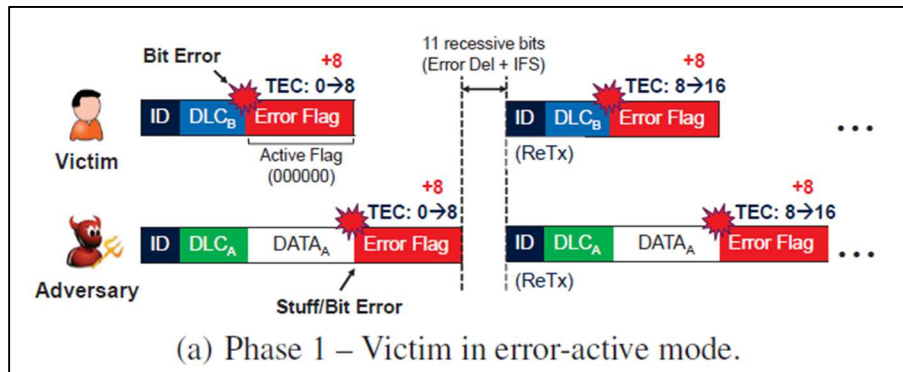 11 recessive bits
(Error Del + IFS)
Bit Error
+8
TEC: 0→8
+8
TEC: 8→16
ID DLCB Error Flag
ID DLCB Error Flag
...
Victim
Active Flag
(000000)
(ReTx)
+8
TEC: 0→8
+8
TEC: 8→16
ID DLCA DATAA Error Flag
ID DLCA DATAA Error Flag
...
Adversary
(ReTx)
Stuff/Bit Error
(a) Phase 1 – Victim in error-active mode.